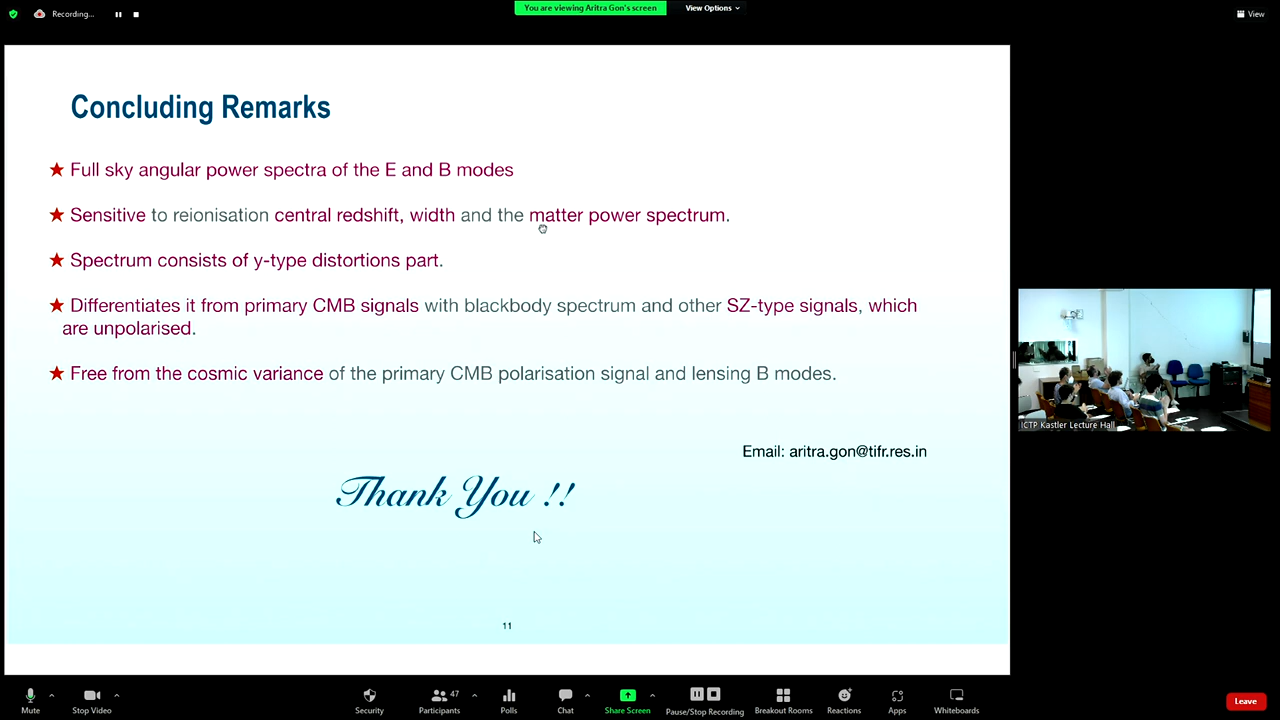 Recording...
You are viewing Aritra Gon's screen
View Options
View
Concluding Remarks
★ Full sky angular power spectra of the E and B modes
★ Sensitive to reionisation central redshift, width and the matter power spectrum.
★ Spectrum consists of y-type distortions part.
★ Differentiates it from primary CMB signals with blackbody spectrum and other SZ-type signals, which
are unpolarised.
★ Free from the cosmic variance of the primary CMB polarisation signal and lensing B modes.
Email: aritra.gon@tifr.res.in
Thank You !!
11
ICTP Kastler Lecture Hall
Mute
Stop Video
Security
Participants
47
Polls
Chat
Share Screen
Pause/Stop Recording
Breakout Rooms
Reactions
Apps
Whiteboards
Leave